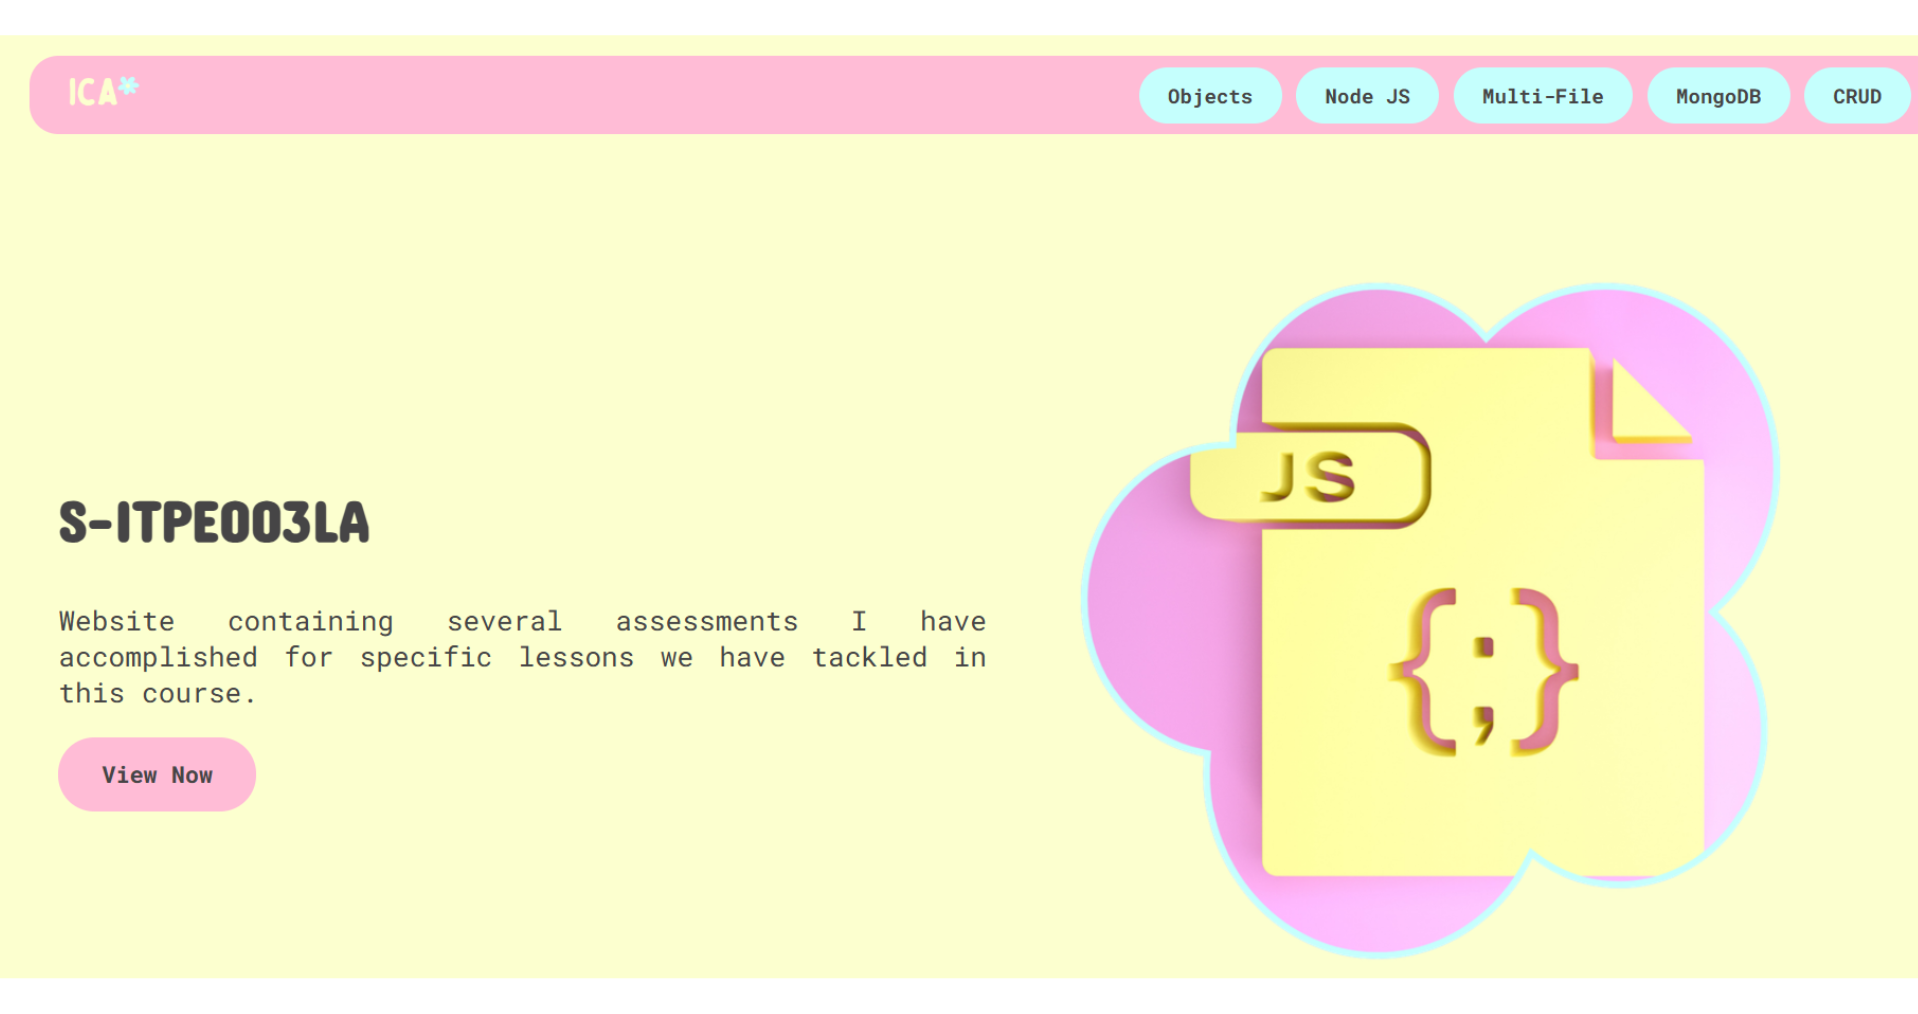 ICA*
Objects
Node JS
Multi-File
MongoDB
CRUD
JS
{;}
S-ITPE003LA
Website containing several assessments I have
accomplished for specific lessons we have tackled in
this course.
View Now